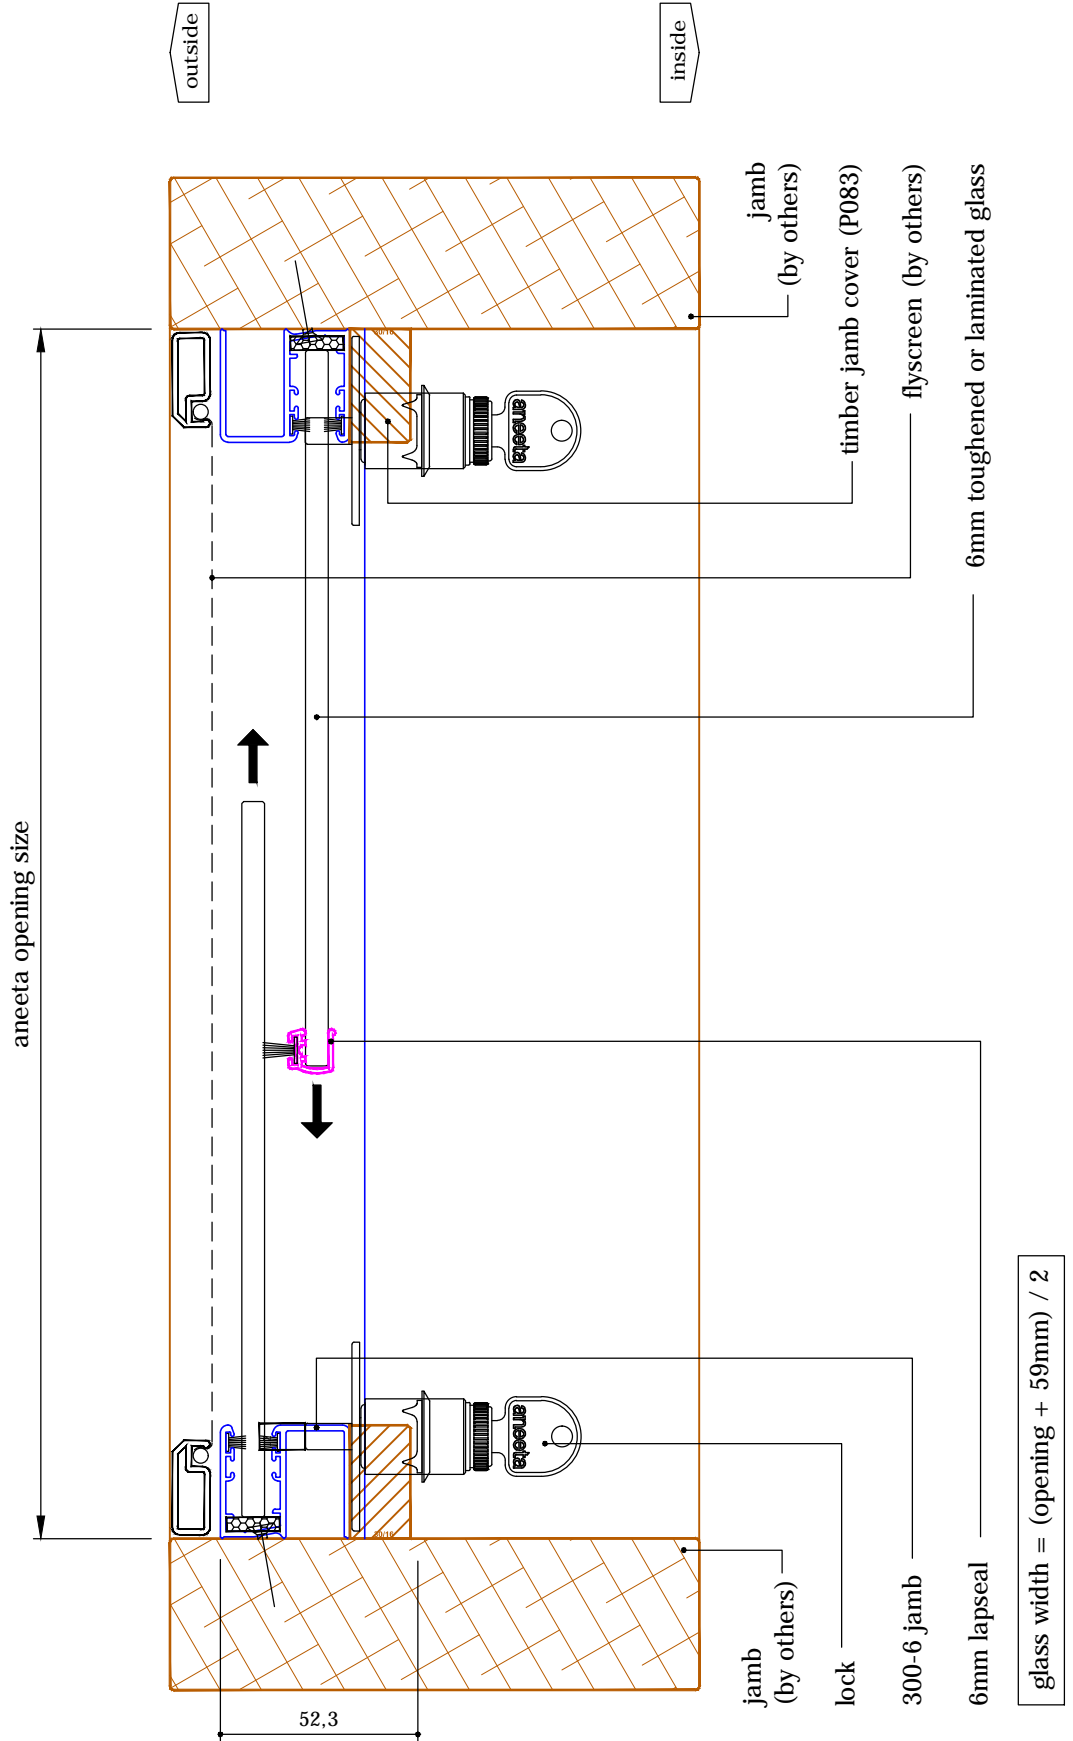 outside
inside
aneeta opening size
jamb
(by others)
timber jamb cover (P083)
flyscreen (by others)
6mm toughened or laminated glass
aneeta
aneeta
jamb
(by others)
lock
300-6 jamb
6mm lapseal
glass width = (opening + 59mm) / 2
52,3